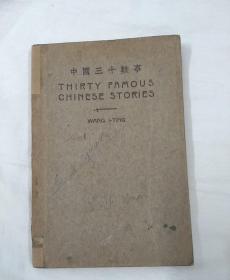 中國三十軼事
THIRTY FAMOUS
CHINESE STORIES
WANG I-TING